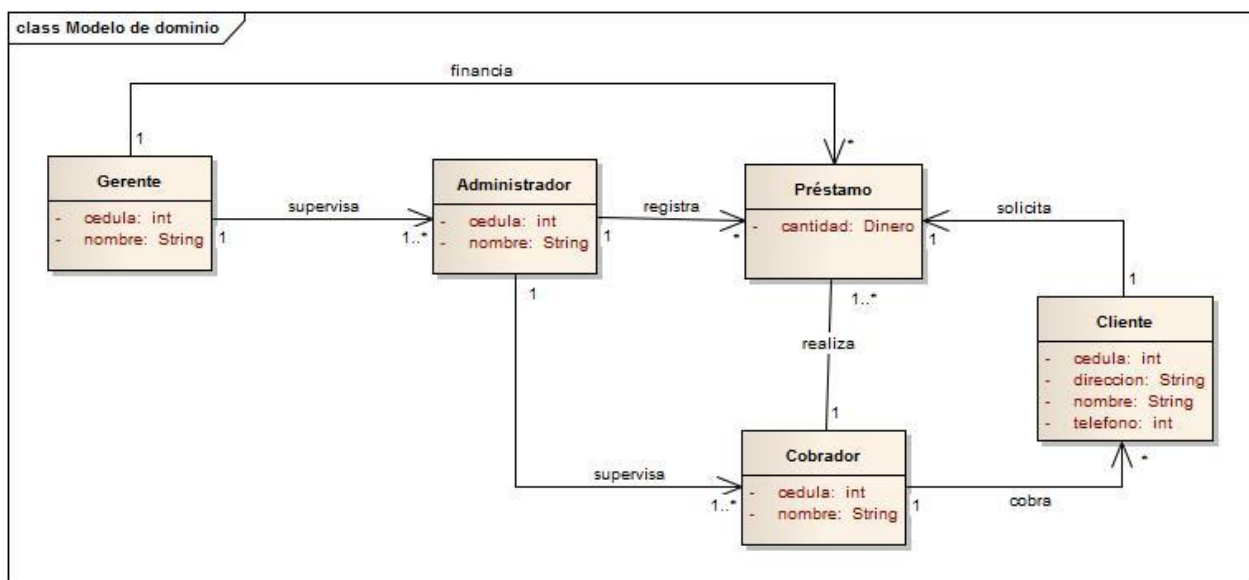 class Modelo de dominio
financia
1
*
Gerente
- cedula: int
- nombre: String
supervisa
1
1..*
Administrador
- cedula: int
- nombre: String
registra
1
*
Préstamo
- cantidad: Dinero
solicita
1
1
1..*
realiza
1
Cliente
- cedula: int
- direccion: String
- nombre: String
- telefono: int
1
supervisa
1..*
Cobrador
- cedula: int
- nombre: String
cobra
1
*